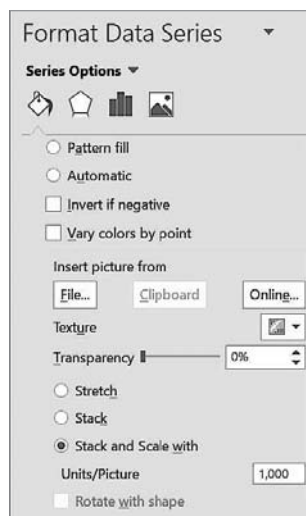 Format Data Series
Series Options
Pattern fill
Automatic
Invert if negative
Vary colors by point
Insert picture from
File... Clipboard Online...
Texture
Transparency 0%
Stretch
Stack
Stack and Scale with
Units/Picture 1,000
Rotate with shape